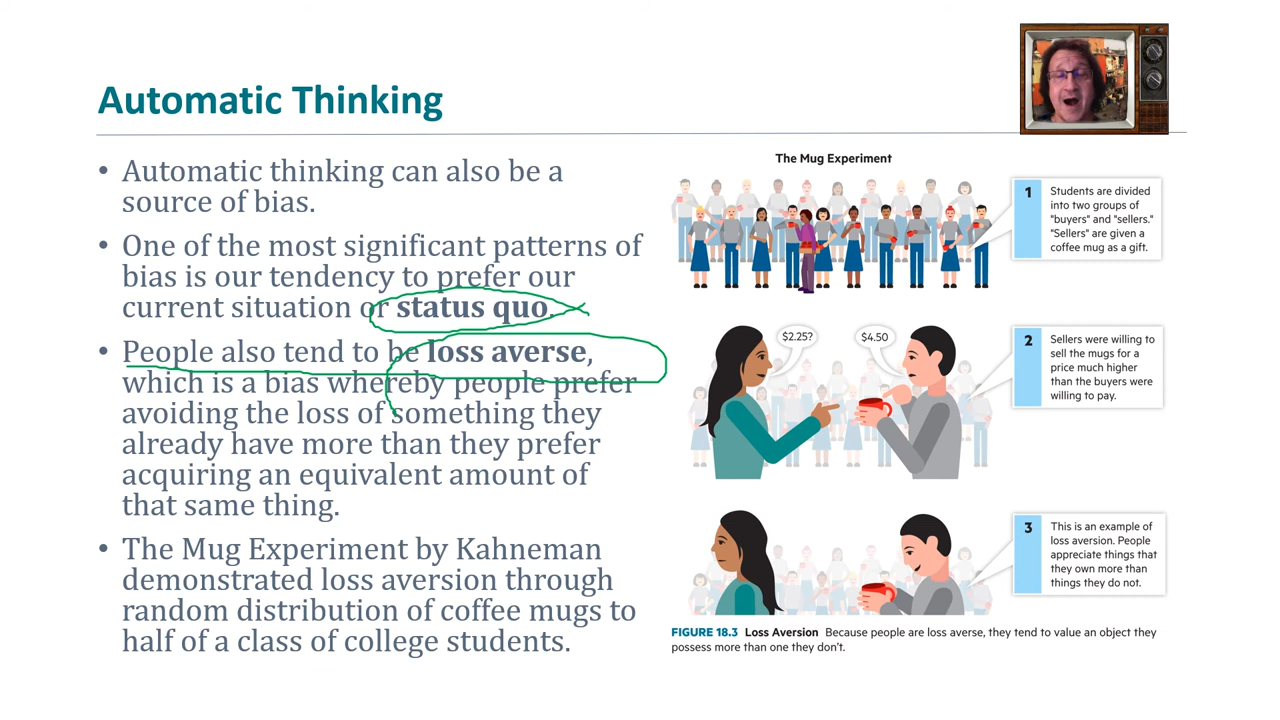 Automatic Thinking
• Automatic thinking can also be a
source of bias.
• One of the most significant patterns of
bias is our tendency to prefer our
current situation or status quo.
• People also tend to be loss averse,
which is a bias whereby people prefer
avoiding the loss of something they
already have more than they prefer
acquiring an equivalent amount of
that same thing.
• The Mug Experiment by Kahneman
demonstrated loss aversion through
random distribution of coffee mugs to
half of a class of college students.
The Mug Experiment
1
Students are divided
into two groups of
"buyers" and "sellers."
"Sellers" are given a
coffee mug as a gift.
$2.25?
$4.50
2
Sellers were willing to
sell the mugs for a
price much higher
than the buyers were
willing to pay.
3
This is an example of
loss aversion. People
appreciate things that
they own more than
things they do not.
FIGURE 18.3 Loss Aversion Because people are loss averse, they tend to value an object they
possess more than one they don't.